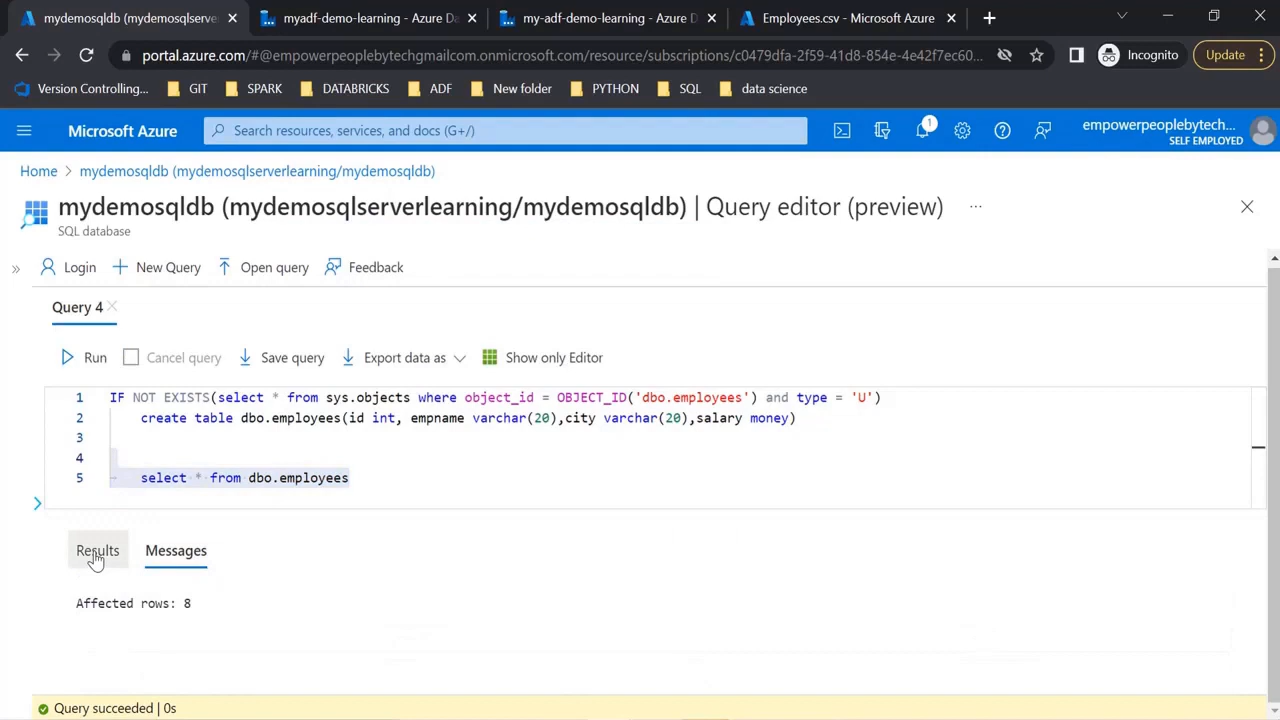 mydemosqldb (mydemosqlserver
myadf-demo-learning - Azure Da
my-adf-demo-learning - Azure D
Employees.csv - Microsoft Azure
portal.azure.com/#@empowerpeoplebytechgmailcom.onmicrosoft.com/resource/subscriptions/c0479dfa-2f59-41d8-854e-4e42f7ec60...
Incognito
Update
Version Controlling...
GIT
SPARK
DATABRICKS
ADF
New folder
PYTHON
SQL
data science
Microsoft Azure
Search resources, services, and docs (G+/)
1
empowerpeoplebytech...
SELF EMPLOYED
Home > mydemosqldb (mydemosqlserverlearning/mydemosqldb)
mydemosqldb (mydemosqlserverlearning/mydemosqldb) | Query editor (preview) ...
SQL database
Login
New Query
Open query
Feedback
Query 4
Run
Cancel query
Save query
Export data as
Show only Editor
1 IF NOT EXISTS(select * from sys.objects where object_id = OBJECT_ID('dbo.employees') and type = 'U')
2 create table dbo.employees(id int, empname varchar(20),city varchar(20),salary money)
3
4
5 select * from dbo.employees
Results
Messages
Affected rows: 8
Query succeeded | 0s